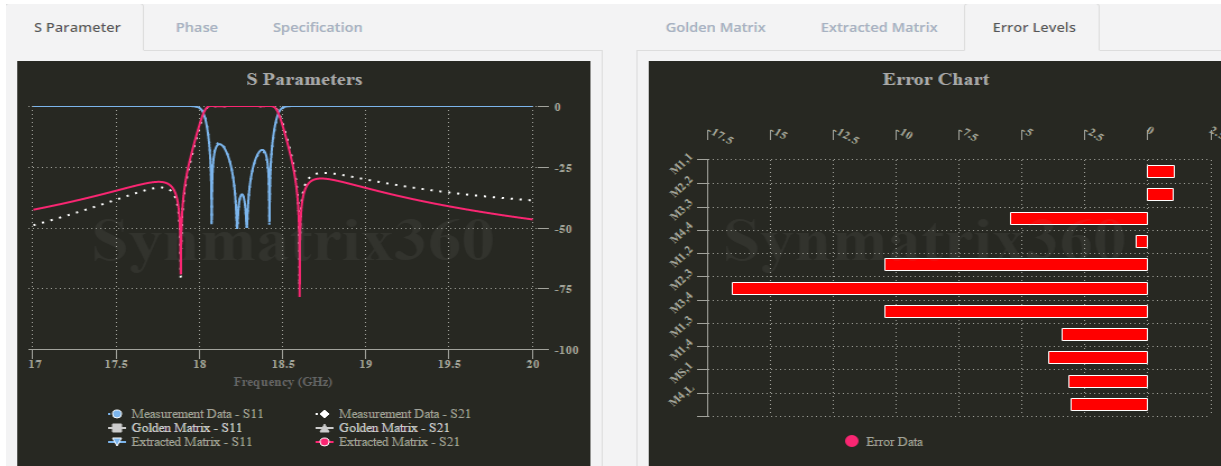 S Parameter
Phase
Specification
S Parameters
0
-25
-50
-75
-100
17
17.5
18
18.5
19
19.5
20
Frequency (GHz)
Synmatrix360
Measurement Data - S11
Measurement Data - S21
Golden Matrix - S11
Golden Matrix - S21
Extracted Matrix - S11
Extracted Matrix - S21
Golden Matrix
Extracted Matrix
Error Levels
Error Chart
-17.5
-15
-12.5
-10
-7.5
-5
-2.5
0
M1,1
M2,2
M3,3
M4,4
M1,2
M2,3
M3,4
M1,3
M1,4
MS,1
M4,L
Synmatrix360
Error Data